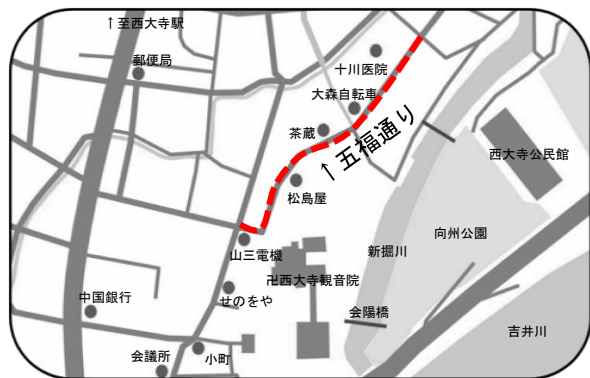 ↑至西大寺駅
郵便局
十川医院
大森自転車
茶蔵
↑五福通り
西大寺公民館
松島屋
向州公園
新掘川
山三電機
卍西大寺観音院
せのをや
中国銀行
会陽橋
吉井川
会議所
小町